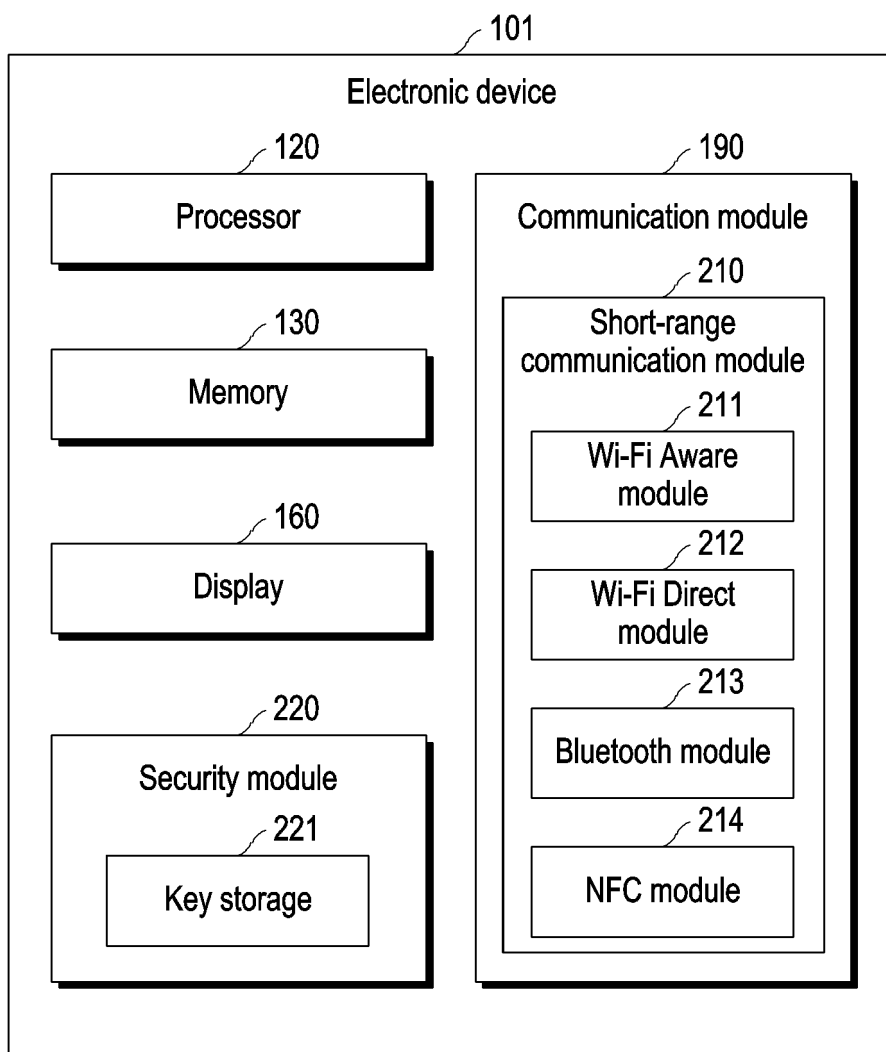 101
Electronic device
120
Processor
130
Memory
160
Display
220
Security module
221
Key storage
190
Communication module
210
Short-range
communication module
211
Wi-Fi Aware
module
212
Wi-Fi Direct
module
213
Bluetooth module
214
NFC module